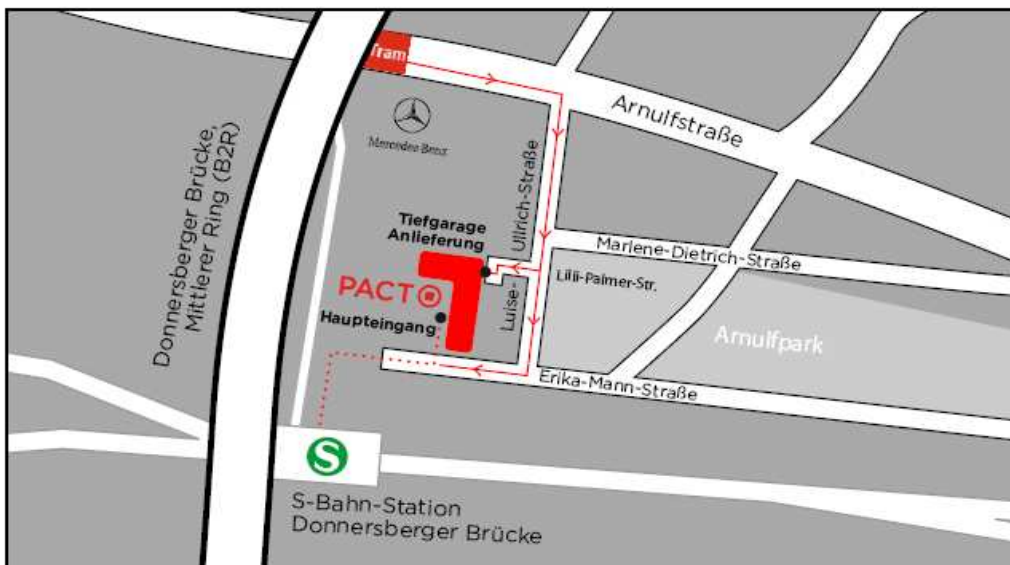 Tram
Arnulfstraße
Mercedes-Benz
Donnersberger Brücke,
Mittlerer Ring (B2R)
Luise-Ullrich-Straße
Tiefgarage
Anlieferung
Marlene-Dietrich-Straße
Lilli-Palmer-Str.
PACTO
Haupteingang
Arnulfpark
Erika-Mann-Straße
S
S-Bahn-Station
Donnersberger Brücke